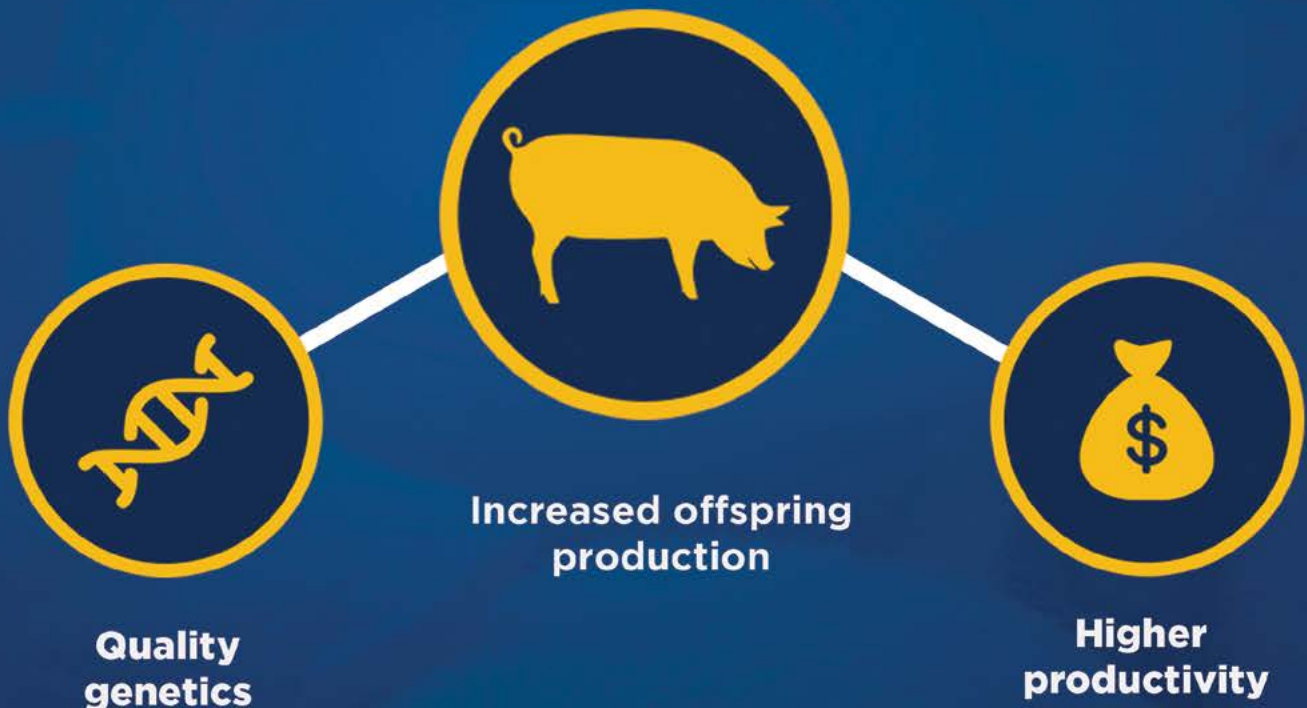 Increased offspring
production
Quality
genetics
Higher
productivity
$